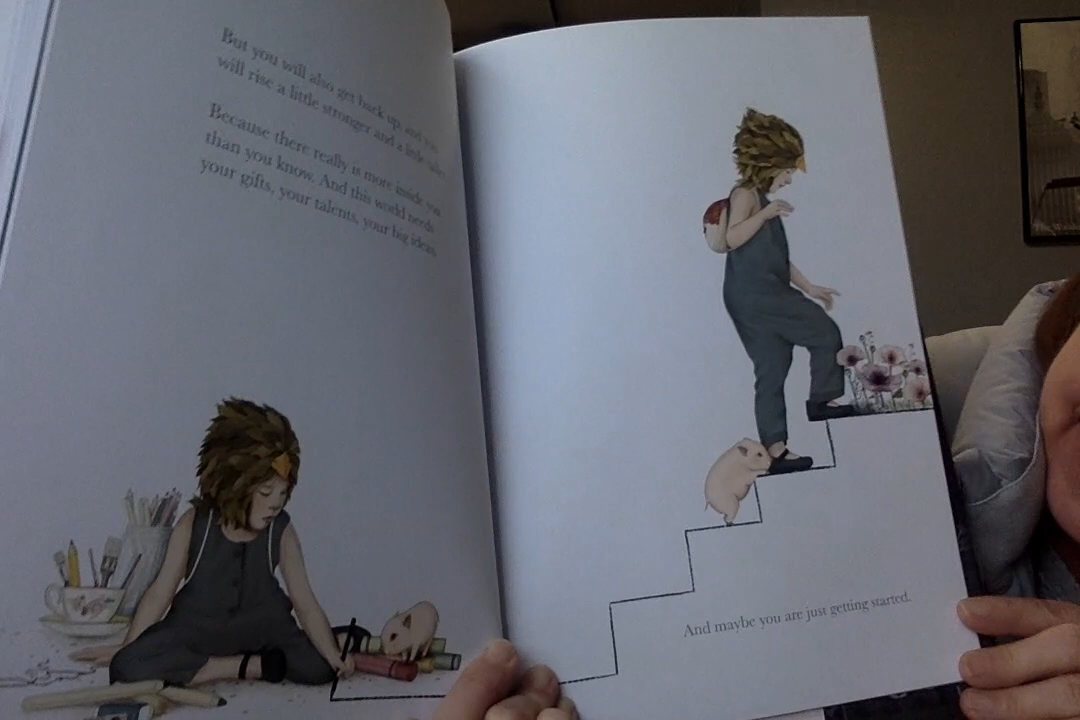 But you will also get back up, and you
will rise a little stronger and a little taller.
Because there really is more inside you
than you know. And this world needs
your gifts, your talents, your big ideas.
And maybe you are just getting started.